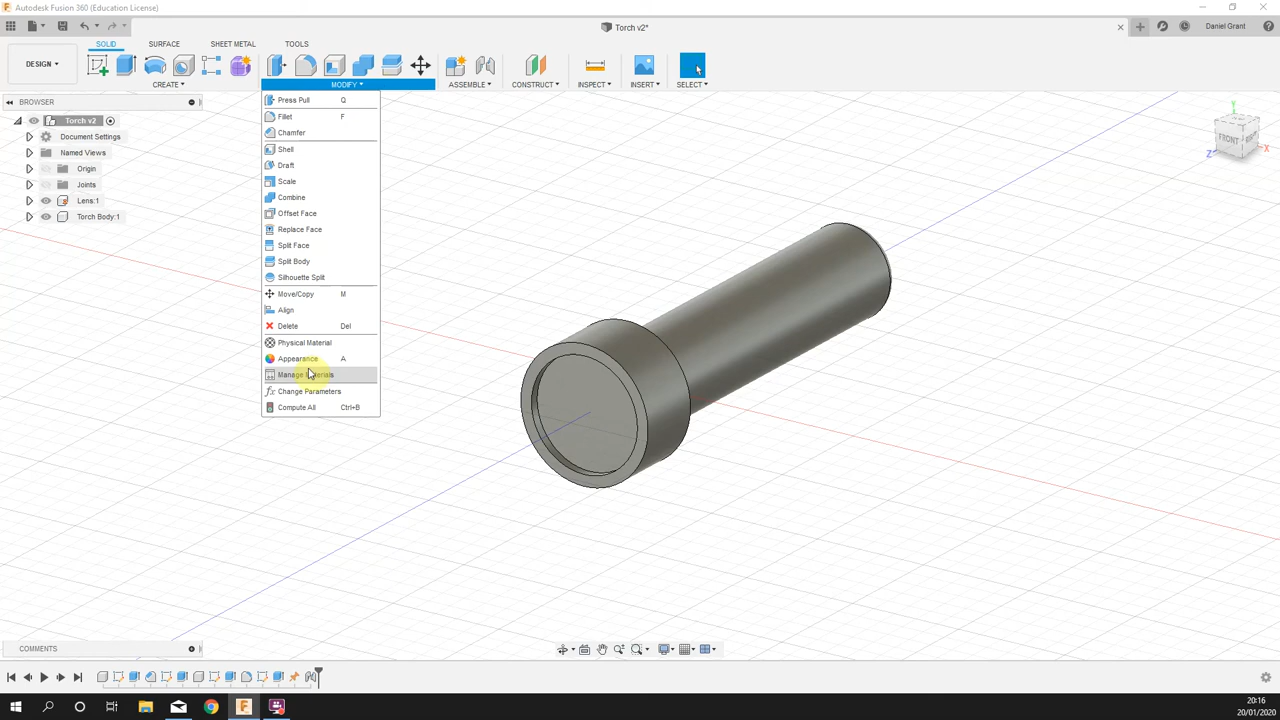 Autodesk Fusion 360 (Education License)
Torch v2*
Daniel Grant
DESIGN
SOLID
SURFACE
SHEET METAL
TOOLS
CREATE
MODIFY
ASSEMBLE
CONSTRUCT
INSPECT
INSERT
SELECT
BROWSER
Torch v2
Document Settings
Named Views
Origin
Joints
Lens:1
Torch Body:1
Press Pull Q
Fillet F
Chamfer
Shell
Draft
Scale
Combine
Offset Face
Replace Face
Split Face
Split Body
Silhouette Split
Move/Copy M
Align
Delete Del
Physical Material
Appearance A
Manage Materials
Change Parameters
Compute All Ctrl+B
Y
FRONT
RIGHT
Z
X
COMMENTS
20:16
20/01/2020